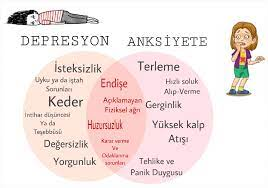 DEPRESYON
ANKSİYETE
İsteksizlik
Uyku ya da iştah
Sorunları
Keder
İntihar düşüncesi
Ya da
Teşebbüsü
Değersizlik
Yorgunluk
Endişe
Açıklamayan
Fiziksel ağrı
Huzursuzluk
Karar verme
Ve
Odaklanma
sorunları
Terleme
Hızlı soluk
Alıp-Verme
Gerginlik
Yüksek kalp
Atışı
Tehlike ve
Panik Duygusu